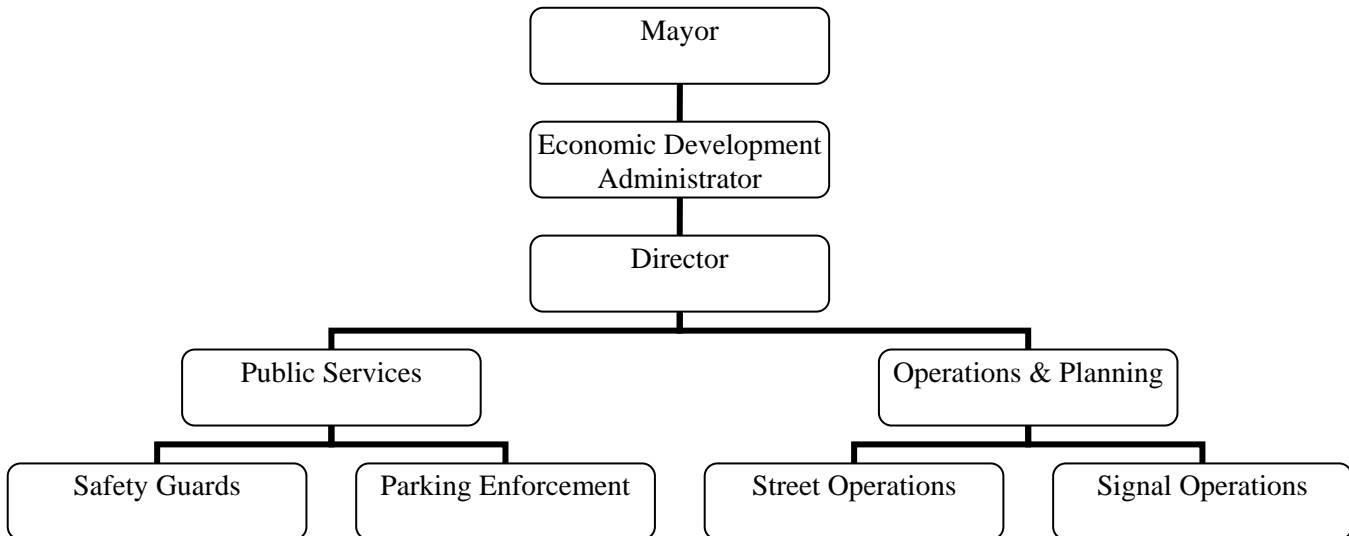 Mayor
Economic Development
Administrator
Director
Public Services
Operations & Planning
Safety Guards
Parking Enforcement
Street Operations
Signal Operations